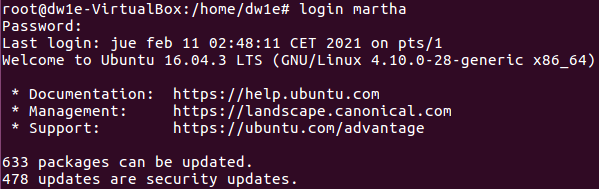 root@dw1e-VirtualBox:/home/dw1e# login martha
Password:
Last login: jue feb 11 02:48:11 CET 2021 on pts/1
Welcome to Ubuntu 16.04.3 LTS (GNU/Linux 4.10.0-28-generic x86_64)

 * Documentation:  https://help.ubuntu.com
 * Management:     https://landscape.canonical.com
 * Support:        https://ubuntu.com/advantage

633 packages can be updated.
478 updates are security updates.